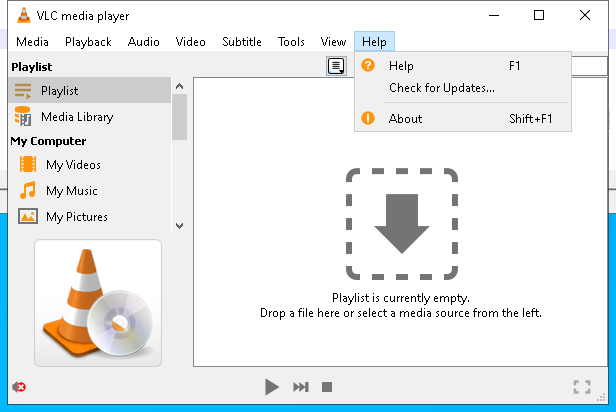 VLC media player
Media Playback Audio Video Subtitle Tools View Help
Playlist
Playlist
Media Library
My Computer
My Videos
My Music
My Pictures
Help F1
Check for Updates...
About Shift+F1
Playlist is currently empty.
Drop a file here or select a media source from the left.